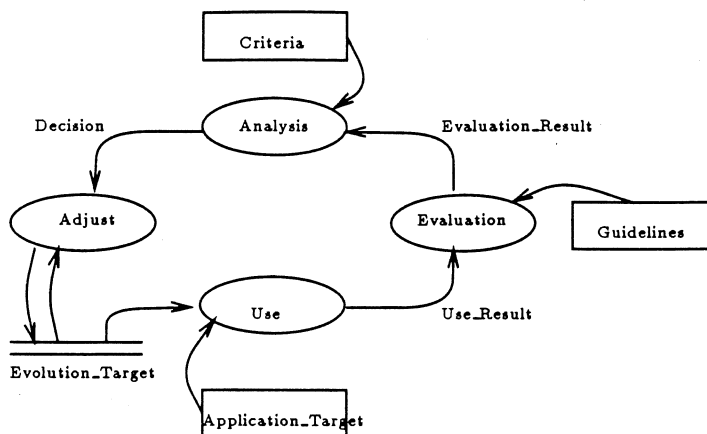 Criteria
Decision
Analysis
Evaluation_Result
Adjust
Evaluation
Guidelines
Use
Use_Result
Evolution_Target
Application_Target